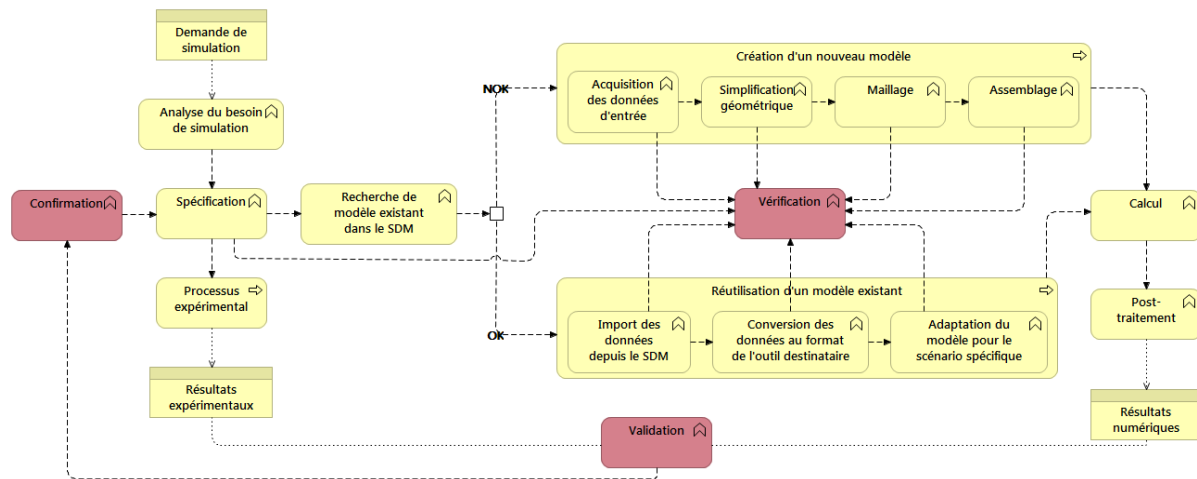 Demande de
simulation
Analyse du besoin
de simulation
Confirmation
Spécification
Recherche de
modèle existant
dans le SDM
NOK
OK
Création d'un nouveau modèle
Acquisition
des données
d'entrée
Simplification
géométrique
Maillage
Assemblage
Vérification
Calcul
Processus
expérimental
Réutilisation d'un modèle existant
Import des
données
depuis le SDM
Conversion des
données au format
de l'outil destinataire
Adaptation du
modèle pour le
scénario spécifique
Post-
traitement
Résultats
expérimentaux
Validation
Résultats
numériques